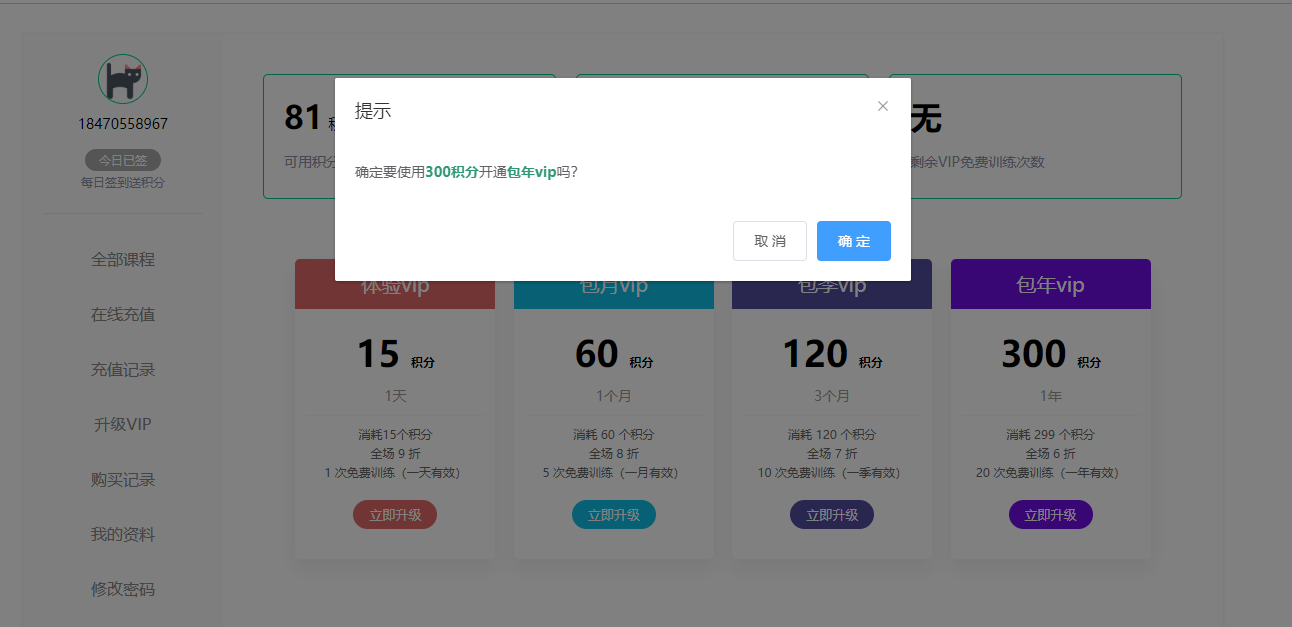 18470558967
今日已签
每日签到送积分
全部课程
在线充值
充值记录
升级VIP
购买记录
我的资料
修改密码
81
可用积分
无
剩余VIP免费训练次数
提示
确定要使用300积分开通包年vip吗?
取消
确定
体验vip
15 积分
1天
消耗15个积分
全场 9 折
1 次免费训练（一天有效）
立即升级
包月vip
60 积分
1个月
消耗 60 个积分
全场 8 折
5 次免费训练（一月有效）
立即升级
包季vip
120 积分
3个月
消耗 120 个积分
全场 7 折
10 次免费训练（一季有效）
立即升级
包年vip
300 积分
1年
消耗 299 个积分
全场 6 折
20 次免费训练（一年有效）
立即升级